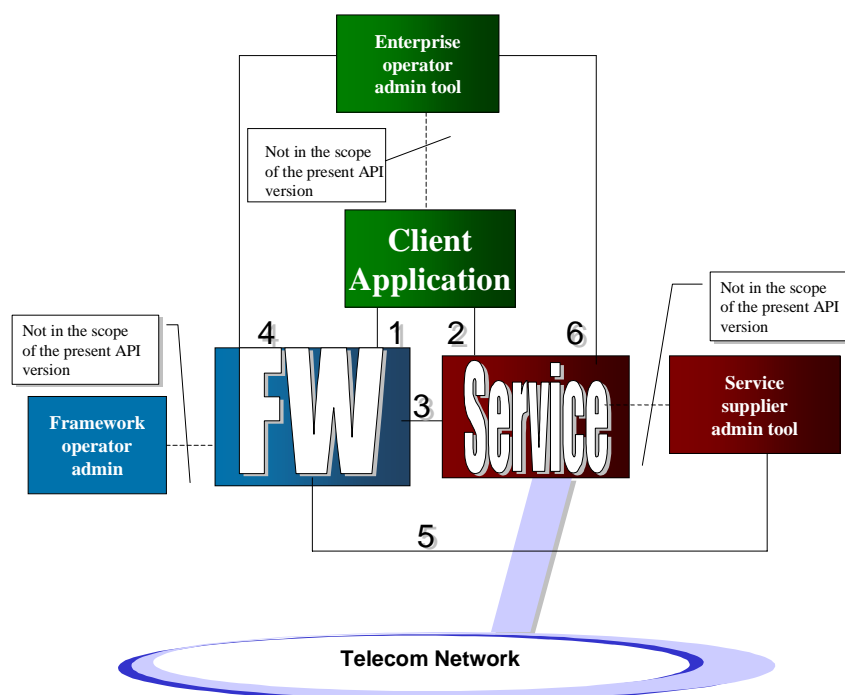 Enterprise
operator
admin tool
Not in the scope
of the present API
version
Client
Application
Not in the scope
of the present API
version
Not in the scope
of the present API
version
4
1
2
6
FW
3
Service
Framework
operator
admin
Service
supplier
admin tool
5
Telecom Network